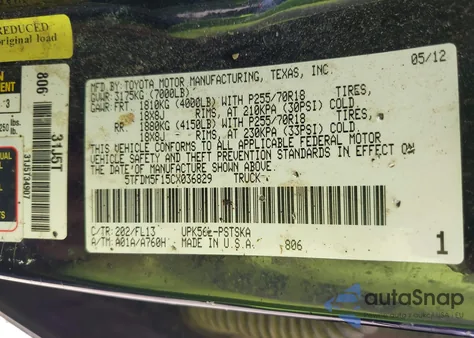 REDUCED
original load
806
311J5T
MFD. BY: TOYOTA MOTOR MANUFACTURING, TEXAS, INC. 05/12
GVWR 3175KG (7000LB)
GAWR: FRT 1810KG (4000LB) WITH P255/70R18 TIRES,
18X8J RIMS, AT 210KPA (30PSI) COLD
RR 1880KG (4150LB) WITH P255/70R18 TIRES,
18X8J RIMS, AT 230KPA (33PSI) COLD
THIS VEHICLE CONFORMS TO ALL APPLICABLE FEDERAL MOTOR
VEHICLE SAFETY AND THEFT PREVENTION STANDARDS IN EFFECT ON
THE DATE OF MANUFACTURE SHOWN ABOVE.
5TFDM5F15CX036829 TRUCK
C/TR: 202/FL13 UPK56L-PSTSKA
A/TM: A01A/A760H MADE IN U.S.A. 806 1
autoSnap